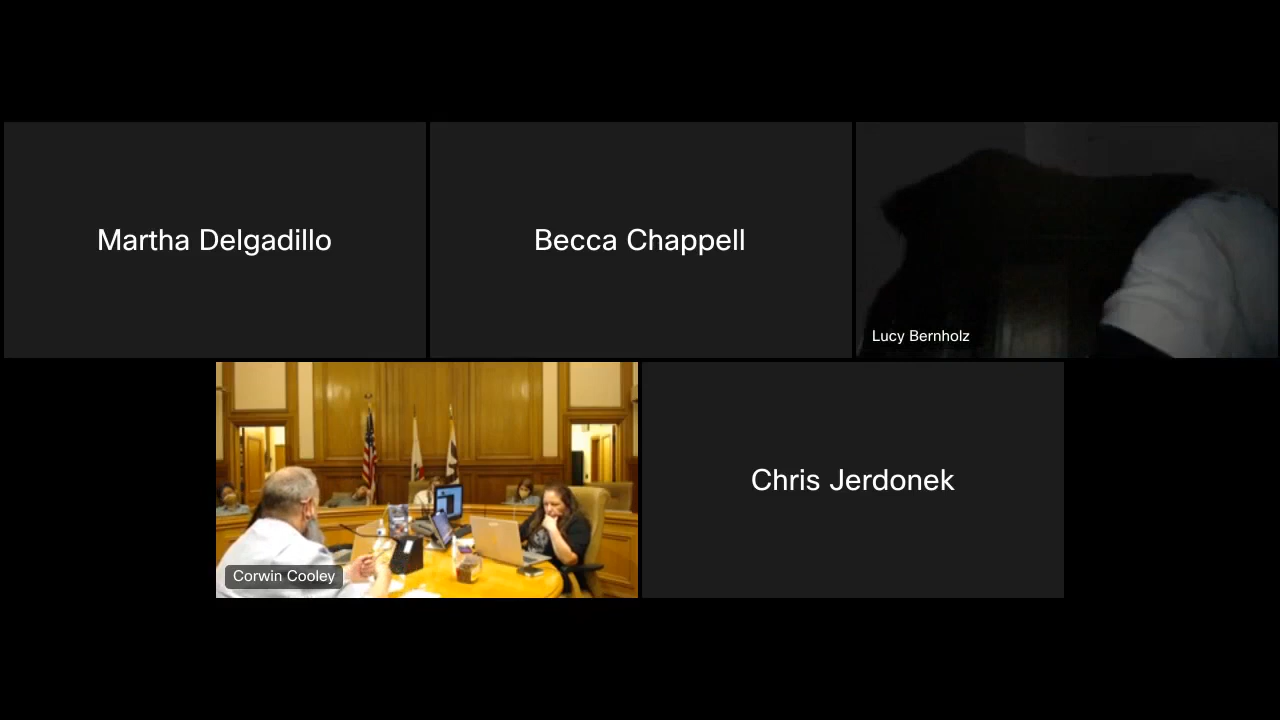 Martha Delgadillo
Becca Chappell
Lucy Bernholz
Corwin Cooley
Chris Jerdonek